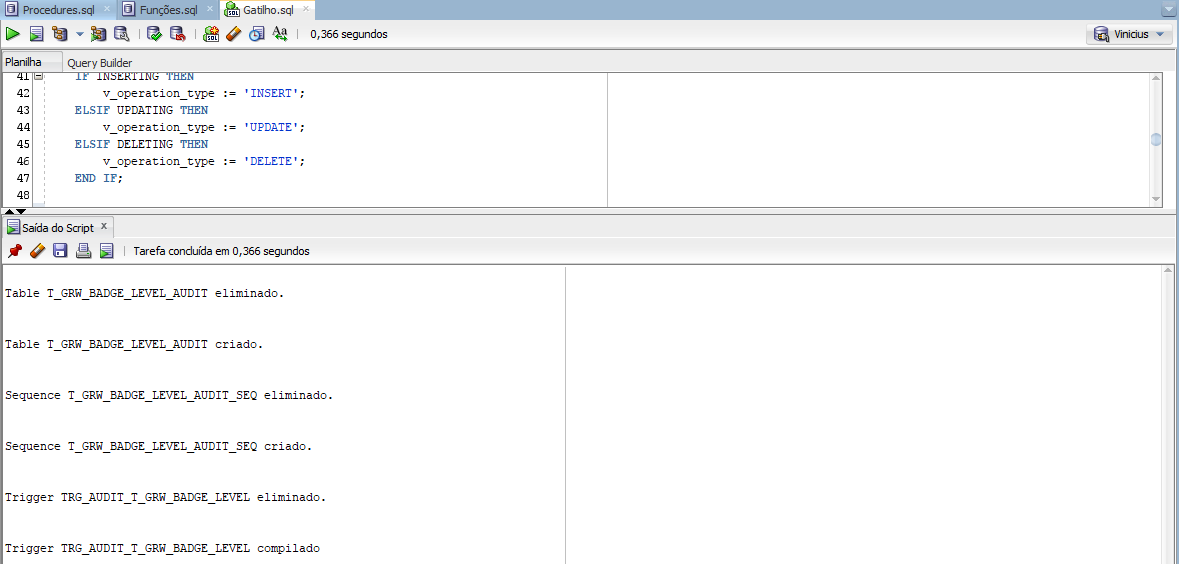 Procedures.sql Funções.sql Gatilho.sql
0,366 segundos Vinicius
Planilha Query Builder
41 IF INSERTING THEN
42 v_operation_type := 'INSERT';
43 ELSIF UPDATING THEN
44 v_operation_type := 'UPDATE';
45 ELSIF DELETING THEN
46 v_operation_type := 'DELETE';
47 END IF;
48
Saída do Script
Tarefa concluída em 0,366 segundos
Table T_GRW_BADGE_LEVEL_AUDIT eliminado.
Table T_GRW_BADGE_LEVEL_AUDIT criado.
Sequence T_GRW_BADGE_LEVEL_AUDIT_SEQ eliminado.
Sequence T_GRW_BADGE_LEVEL_AUDIT_SEQ criado.
Trigger TRG_AUDIT_T_GRW_BADGE_LEVEL eliminado.
Trigger TRG_AUDIT_T_GRW_BADGE_LEVEL compilado